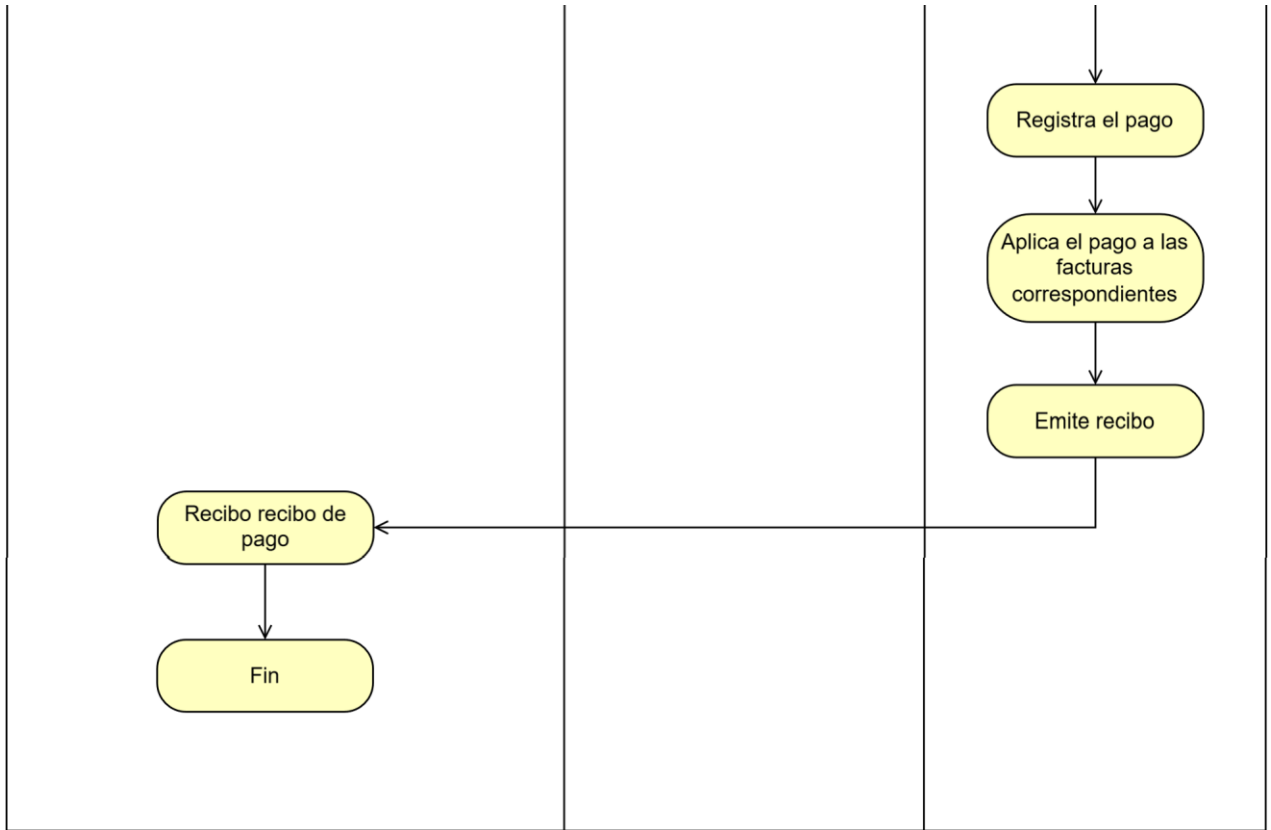 Registra el pago
Aplica el pago a las
facturas
correspondientes
Emite recibo
Recibo recibo de
pago
Fin